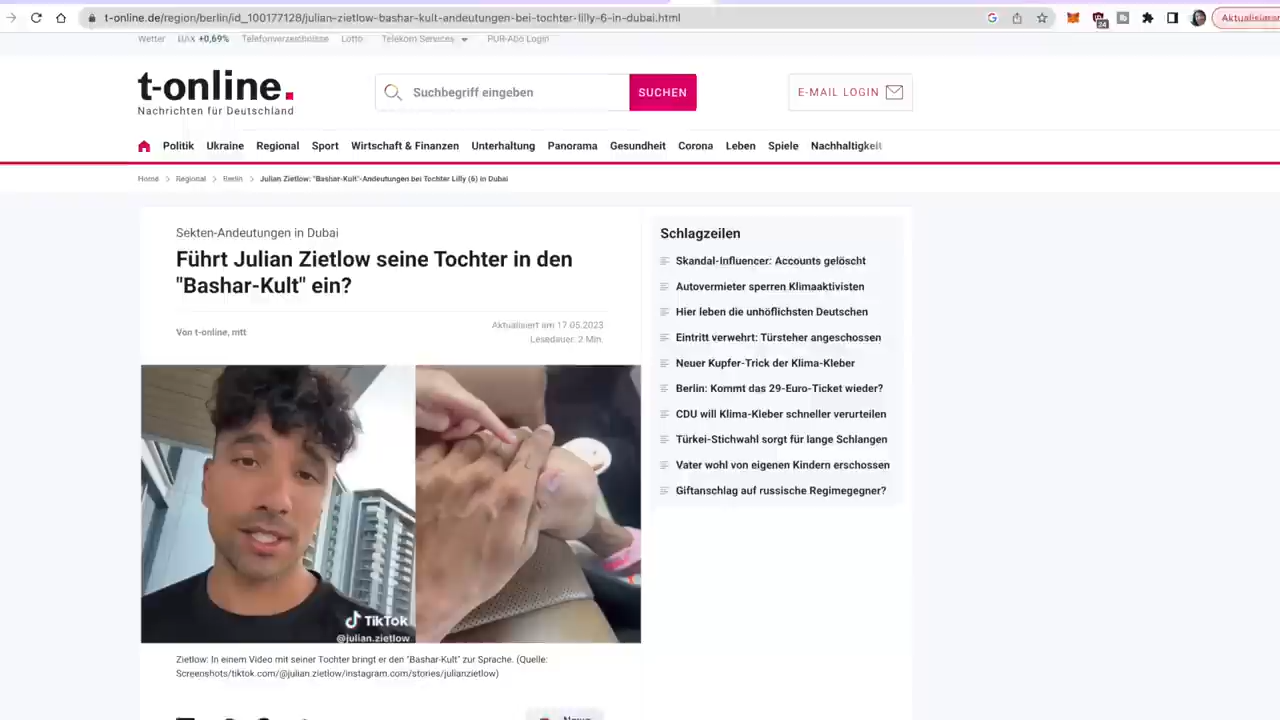 t-online.de/region/berlin/id_100177128/julian-zietlow-bashar-kult-andeutungen-bei-tochter-lilly-6-in-dubai.html
24
Aktualisieren
Wetter DAX +0,69% Telefonverzeichnisse Lotto Telekom Services PUR-Abo Login
t-online.
Nachrichten für Deutschland
Suchbegriff eingeben
SUCHEN
E-MAIL LOGIN
Politik Ukraine Regional Sport Wirtschaft & Finanzen Unterhaltung Panorama Gesundheit Corona Leben Spiele Nachhaltigkeit
Home > Regional > Berlin > Julian Zietlow: "Bashar-Kult"-Andeutungen bei Tochter Lilly (6) in Dubai
Sekten-Andeutungen in Dubai
Führt Julian Zietlow seine Tochter in den
"Bashar-Kult" ein?
Von t-online, mtt
Aktualisiert am 17.05.2023
Lesedauer: 2 Min.
TikTok
@julian.zietlow
Zietlow: In einem Video mit seiner Tochter bringt er den "Bashar-Kult" zur Sprache. (Quelle:
Screenshots/tiktok.com/@julian.zietlow/instagram.com/stories/julianzietlow)
Schlagzeilen
Skandal-Influencer: Accounts gelöscht
Autovermieter sperren Klimaaktivisten
Hier leben die unhöflichsten Deutschen
Eintritt verwehrt: Türsteher angeschossen
Neuer Kupfer-Trick der Klima-Kleber
Berlin: Kommt das 29-Euro-Ticket wieder?
CDU will Klima-Kleber schneller verurteilen
Türkei-Stichwahl sorgt für lange Schlangen
Vater wohl von eigenen Kindern erschossen
Giftanschlag auf russische Regimegegner?